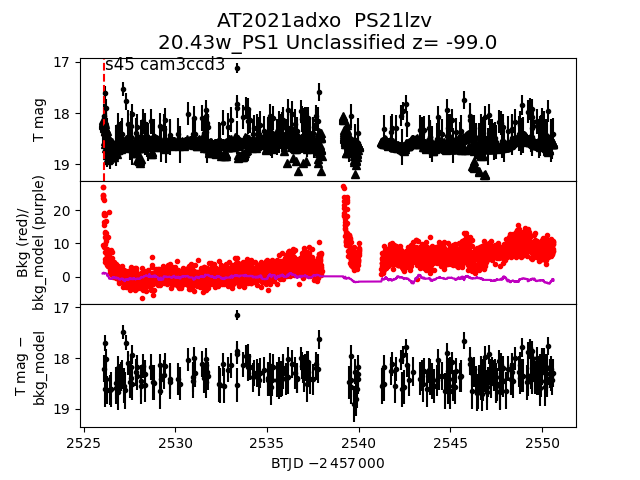 AT2021adxo  PS21lzv
20.43w_PS1 Unclassified z= -99.0
s45 cam3ccd3
17
18
19
T mag
20
10
0
Bkg (red)/
bkg_model (purple)
17
18
19
T mag −
bkg_model
2525
2530
2535
2540
2545
2550
BTJD −2 457 000